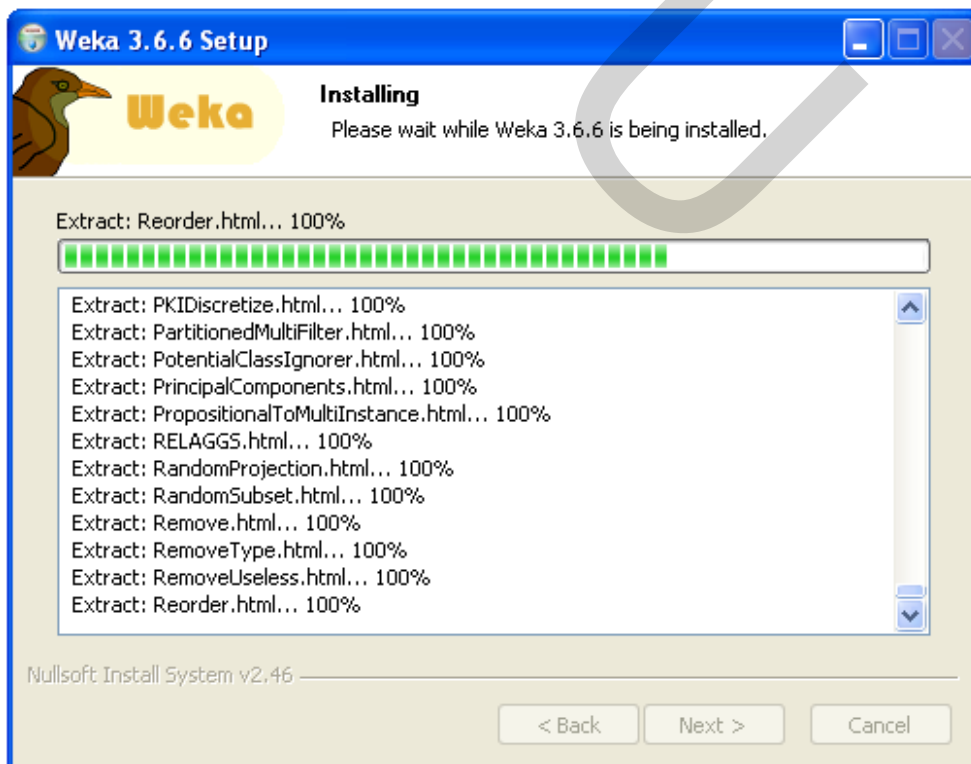 Weka 3.6.6 Setup
Weka
Installing
Please wait while Weka 3.6.6 is being installed.
Extract: Reorder.html... 100%
Extract: PKIDiscretize.html... 100%
Extract: PartitionedMultiFilter.html... 100%
Extract: PotentialClassIgnorer.html... 100%
Extract: PrincipalComponents.html... 100%
Extract: PropositionalToMultiInstance.html... 100%
Extract: RELAGGS.html... 100%
Extract: RandomProjection.html... 100%
Extract: RandomSubset.html... 100%
Extract: Remove.html... 100%
Extract: RemoveType.html... 100%
Extract: RemoveUseless.html... 100%
Extract: Reorder.html... 100%
Nullsoft Install System v2.46
< Back Next > Cancel